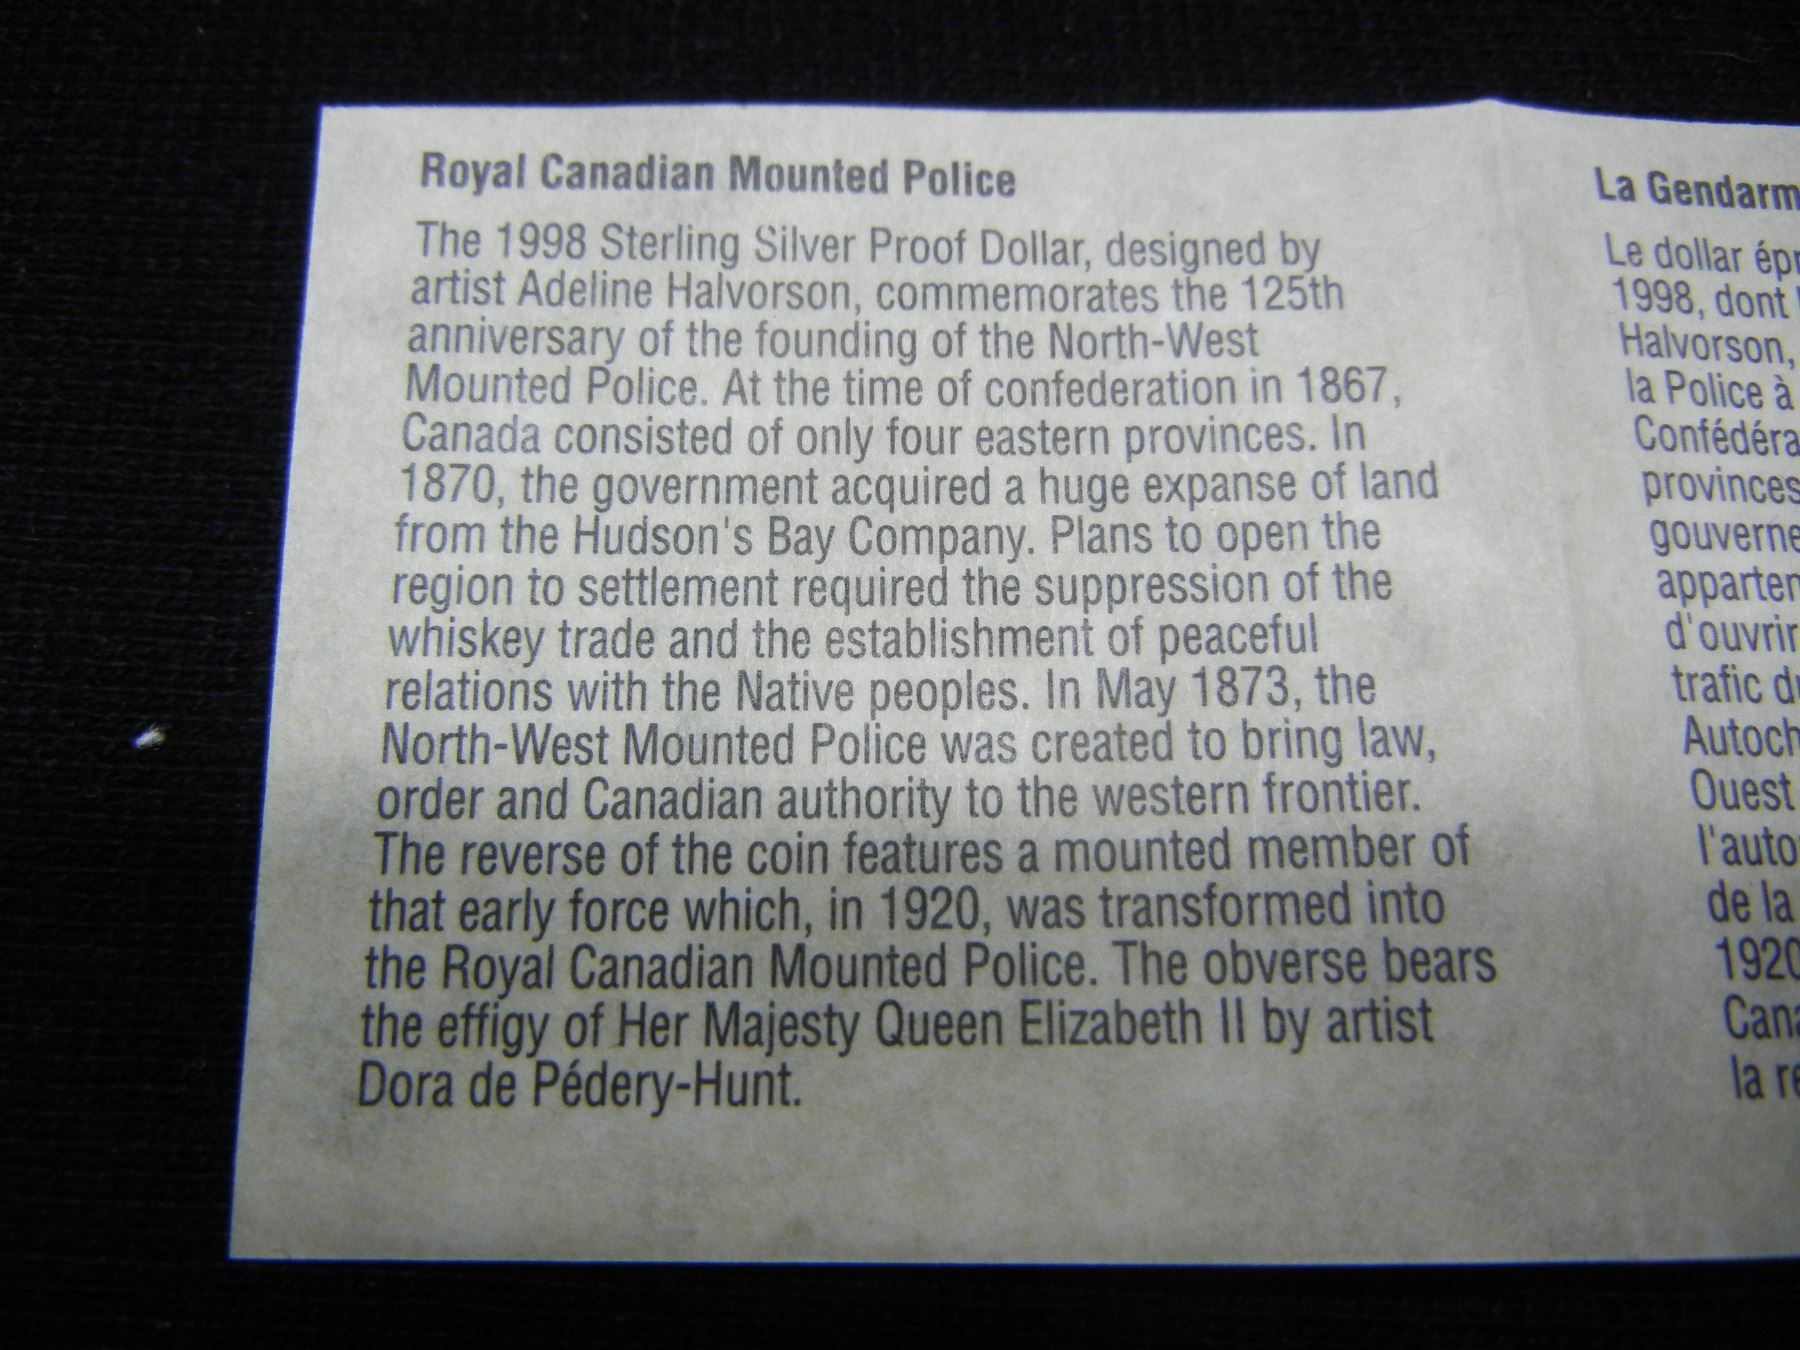 Royal Canadian Mounted Police
The 1998 Sterling Silver Proof Dollar, designed by
artist Adeline Halvorson, commemorates the 125th
anniversary of the founding of the North-West
Mounted Police. At the time of confederation in 1867,
Canada consisted of only four eastern provinces. In
1870, the government acquired a huge expanse of land
from the Hudson's Bay Company. Plans to open the
region to settlement required the suppression of the
whiskey trade and the establishment of peaceful
relations with the Native peoples. In May 1873, the
North-West Mounted Police was created to bring law,
order and Canadian authority to the western frontier.
The reverse of the coin features a mounted member of
that early force which, in 1920, was transformed into
the Royal Canadian Mounted Police. The obverse bears
the effigy of Her Majesty Queen Elizabeth II by artist
Dora de Pédery-Hunt.
La Gendarm
Le dollar épr
1998, dont
Halvorson,
la Police à
Confédéra
provinces
gouverne
apparten
d'ouvrir
trafic du
Autoch
Ouest
l'auto
de la
1920
Cana
la re